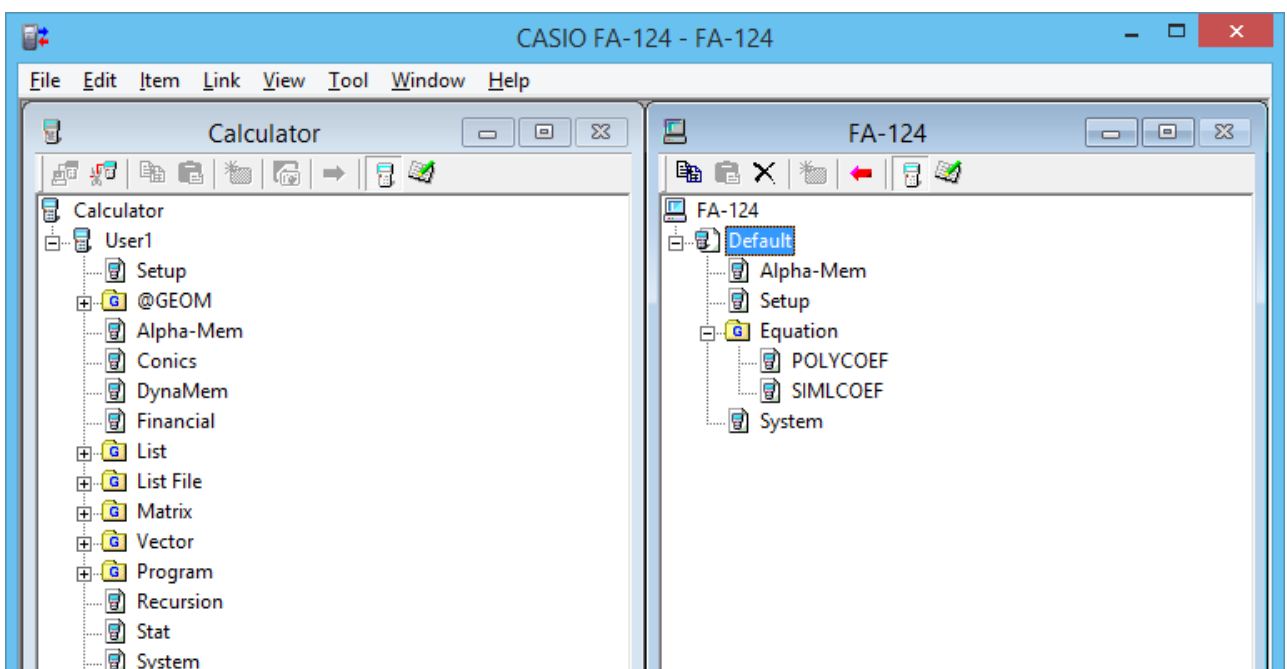 CASIO FA-124 - FA-124
File Edit Item Link View Tool Window Help
Calculator
Calculator
User1
Setup
@GEOM
Alpha-Mem
Conics
DynaMem
Financial
List
List File
Matrix
Vector
Program
Recursion
Stat
System
FA-124
FA-124
Default
Alpha-Mem
Setup
Equation
POLYCOEF
SIMLCOEF
System